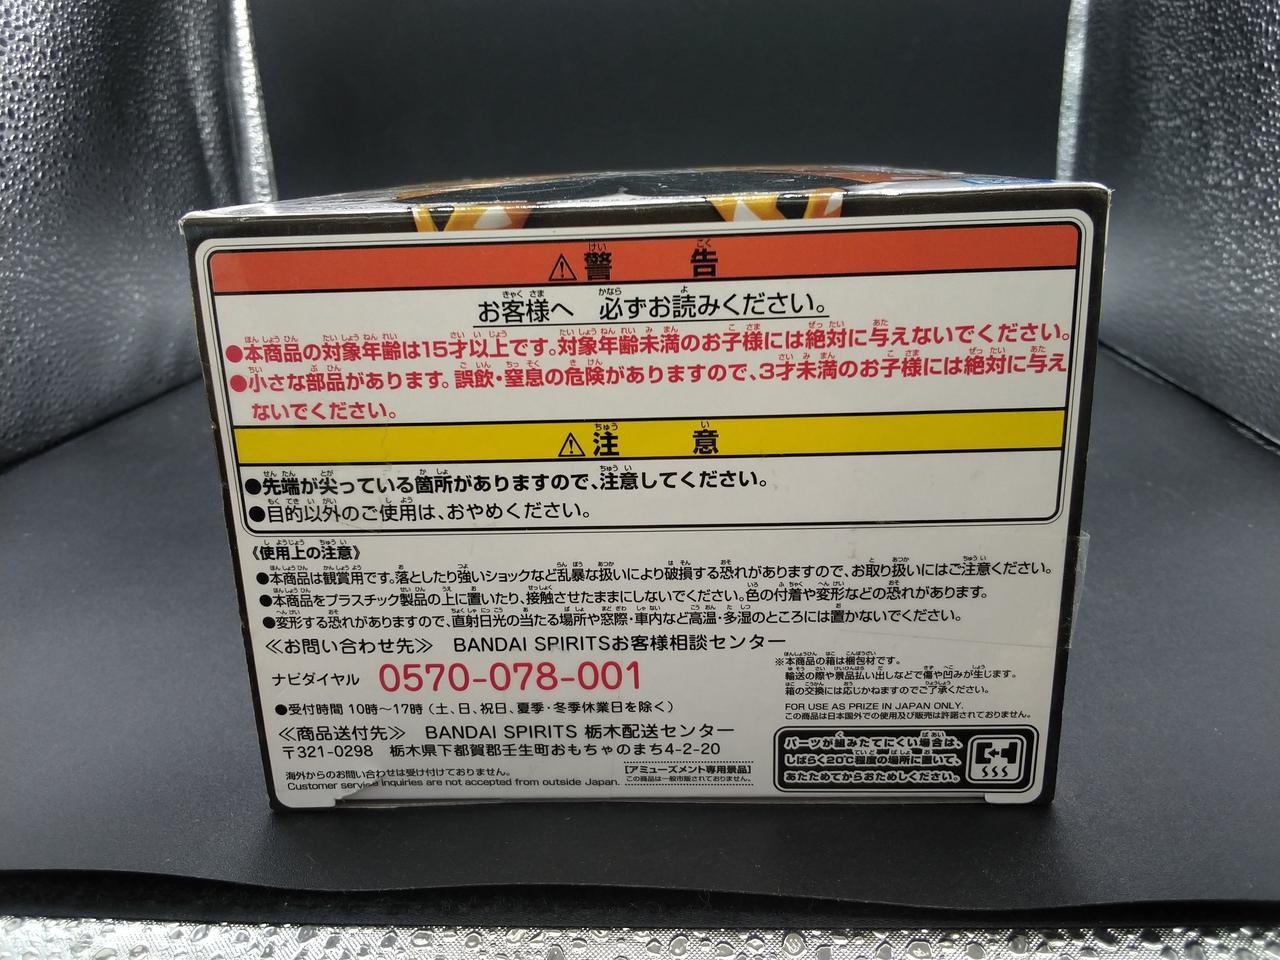 ⚠警告
お客様へ 必ずお読みください。
●本商品の対象年齢は15才以上です。対象年齢未満のお子様には絶対に与えないでください。
●小さな部品があります。誤飲・窒息の危険がありますので、3才未満のお子様には絶対に与え
ないでください。
⚠注意
●先端が尖っている箇所がありますので、注意してください。
●目的以外のご使用は、おやめください。
《使用上の注意》
●本商品は観賞用です。落としたり強いショックなど乱暴な扱いにより破損する恐れがありますので、お取り扱いにはご注意ください。
●本商品をプラスチック製品の上に置いたり、接触させたままにしないでください。色の付着や変形などの恐れがあります。
●変形する恐れがありますので、直射日光の当たる場所や窓際・車内など高温・多湿のところには置かないでください。
≪お問い合わせ先≫ BANDAI SPIRITSお客様相談センター
ナビダイヤル 0570-078-001
●受付時間 10時〜17時（土、日、祝日、夏季・冬季休業日を除く）
≪商品送付先≫ BANDAI SPIRITS 栃木配送センター
〒321-0298 栃木県下都賀郡壬生町おもちゃのまち4-2-20
海外からのお問い合わせは受け付けておりません。
Customer service inquiries are not accepted from outside Japan.
【アミューズメント専用景品】
この商品は一般市販されておりません。
※本商品の箱は梱包材です。
輸送の際や景品払い出しなどで傷や凹みが生じます。
箱の交換には応じかねますのでご了承ください。
FOR USE AS PRIZE IN JAPAN ONLY.
この商品は日本国外での使用及び販売は許諾されておりません。
パーツが組みたてにくい場合は、
しばらく20℃程度の場所に置いて、
あたためてからおためしください。